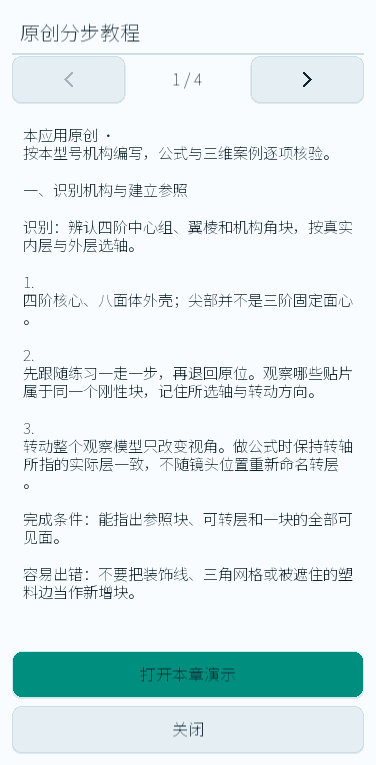 原创分步教程
1 / 4
本应用原创 ·
按本型号机构编写，公式与三维案例逐项核验。
一、识别机构与建立参照
识别：辨认四阶中心组、翼棱和机构角块，按真实
内层与外层选轴。
1.
四阶核心、八面体外壳；尖部并不是三阶固定面心
。
2.
先跟随练习一走一步，再退回原位。观察哪些贴片
属于同一个刚性块，记住所选轴与转动方向。
3.
转动整个观察模型只改变视角。做公式时保持转轴
所指的实际层一致，不随镜头位置重新命名转层
。
完成条件：能指出参照块、可转层和一块的全部可
见面。
容易出错：不要把装饰线、三角网格或被遮住的塑
料边当作新增块。
打开本章演示
关闭